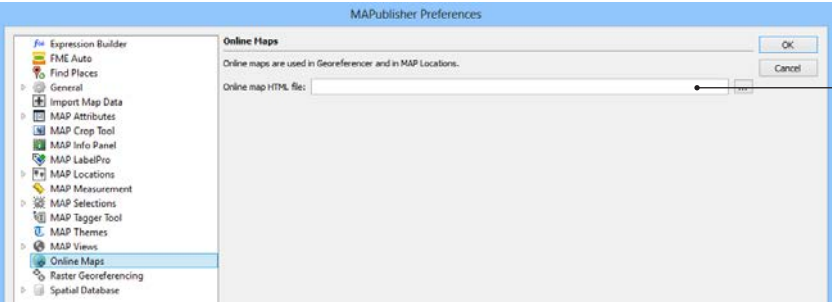 MAPublisher Preferences
fxx Expression Builder
FME Auto
Find Places
General
Import Map Data
MAP Attributes
MAP Crop Tool
MAP Info Panel
MAP LabelPro
MAP Locations
MAP Measurement
MAP Selections
MAP Tagger Tool
MAP Themes
MAP Views
Online Maps
Raster Georeferencing
Spatial Database
Online Maps
Online maps are used in Georeferencer and in MAP Locations.
Online map HTML file:
...
OK
Cancel